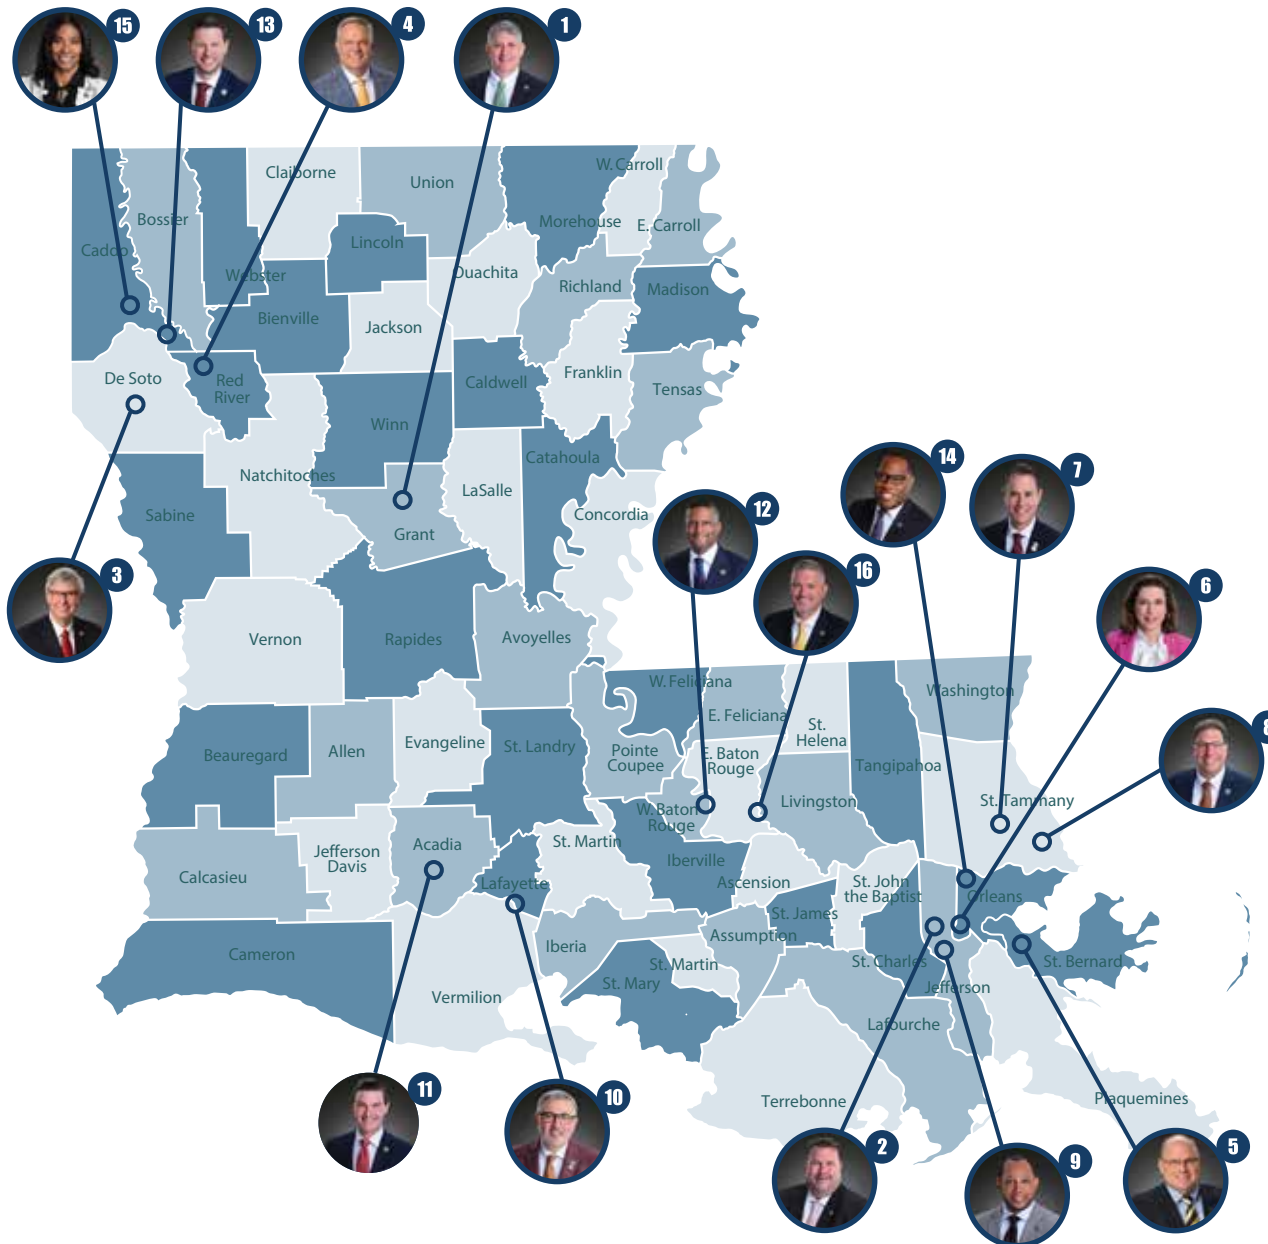 15
13
4
1
Claiborne
Union
W. Carroll
Bossier
Morehouse
E. Carroll
Caddo
Lincoln
Webster
Ouachita
Richland
Madison
Bienville
Jackson
De Soto
Red
River
Caldwell
Franklin
Tensas
Winn
Natchitoches
Catahoula
LaSalle
Concordia
Sabine
Grant
14
7
12
16
3
6
Vernon
Rapides
Avoyelles
W. Feliciana
Washington
E. Feliciana
St.
Helena
8
Beauregard
Allen
Evangeline
St. Landry
Pointe
Coupee
E. Baton
Rouge
Tangipahoa
W. Baton
Rouge
Livingston
St. Tammany
Calcasieu
Jefferson
Davis
Acadia
St. Martin
Iberville
Lafayette
Ascension
St. John
the Baptist
Orleans
St. James
Cameron
Iberia
Assumption
St. Martin
St. Mary
St. Charles
St. Bernard
Jefferson
Vermilion
Lafourche
Terrebonne
Plaquemines
11
10
2
9
5